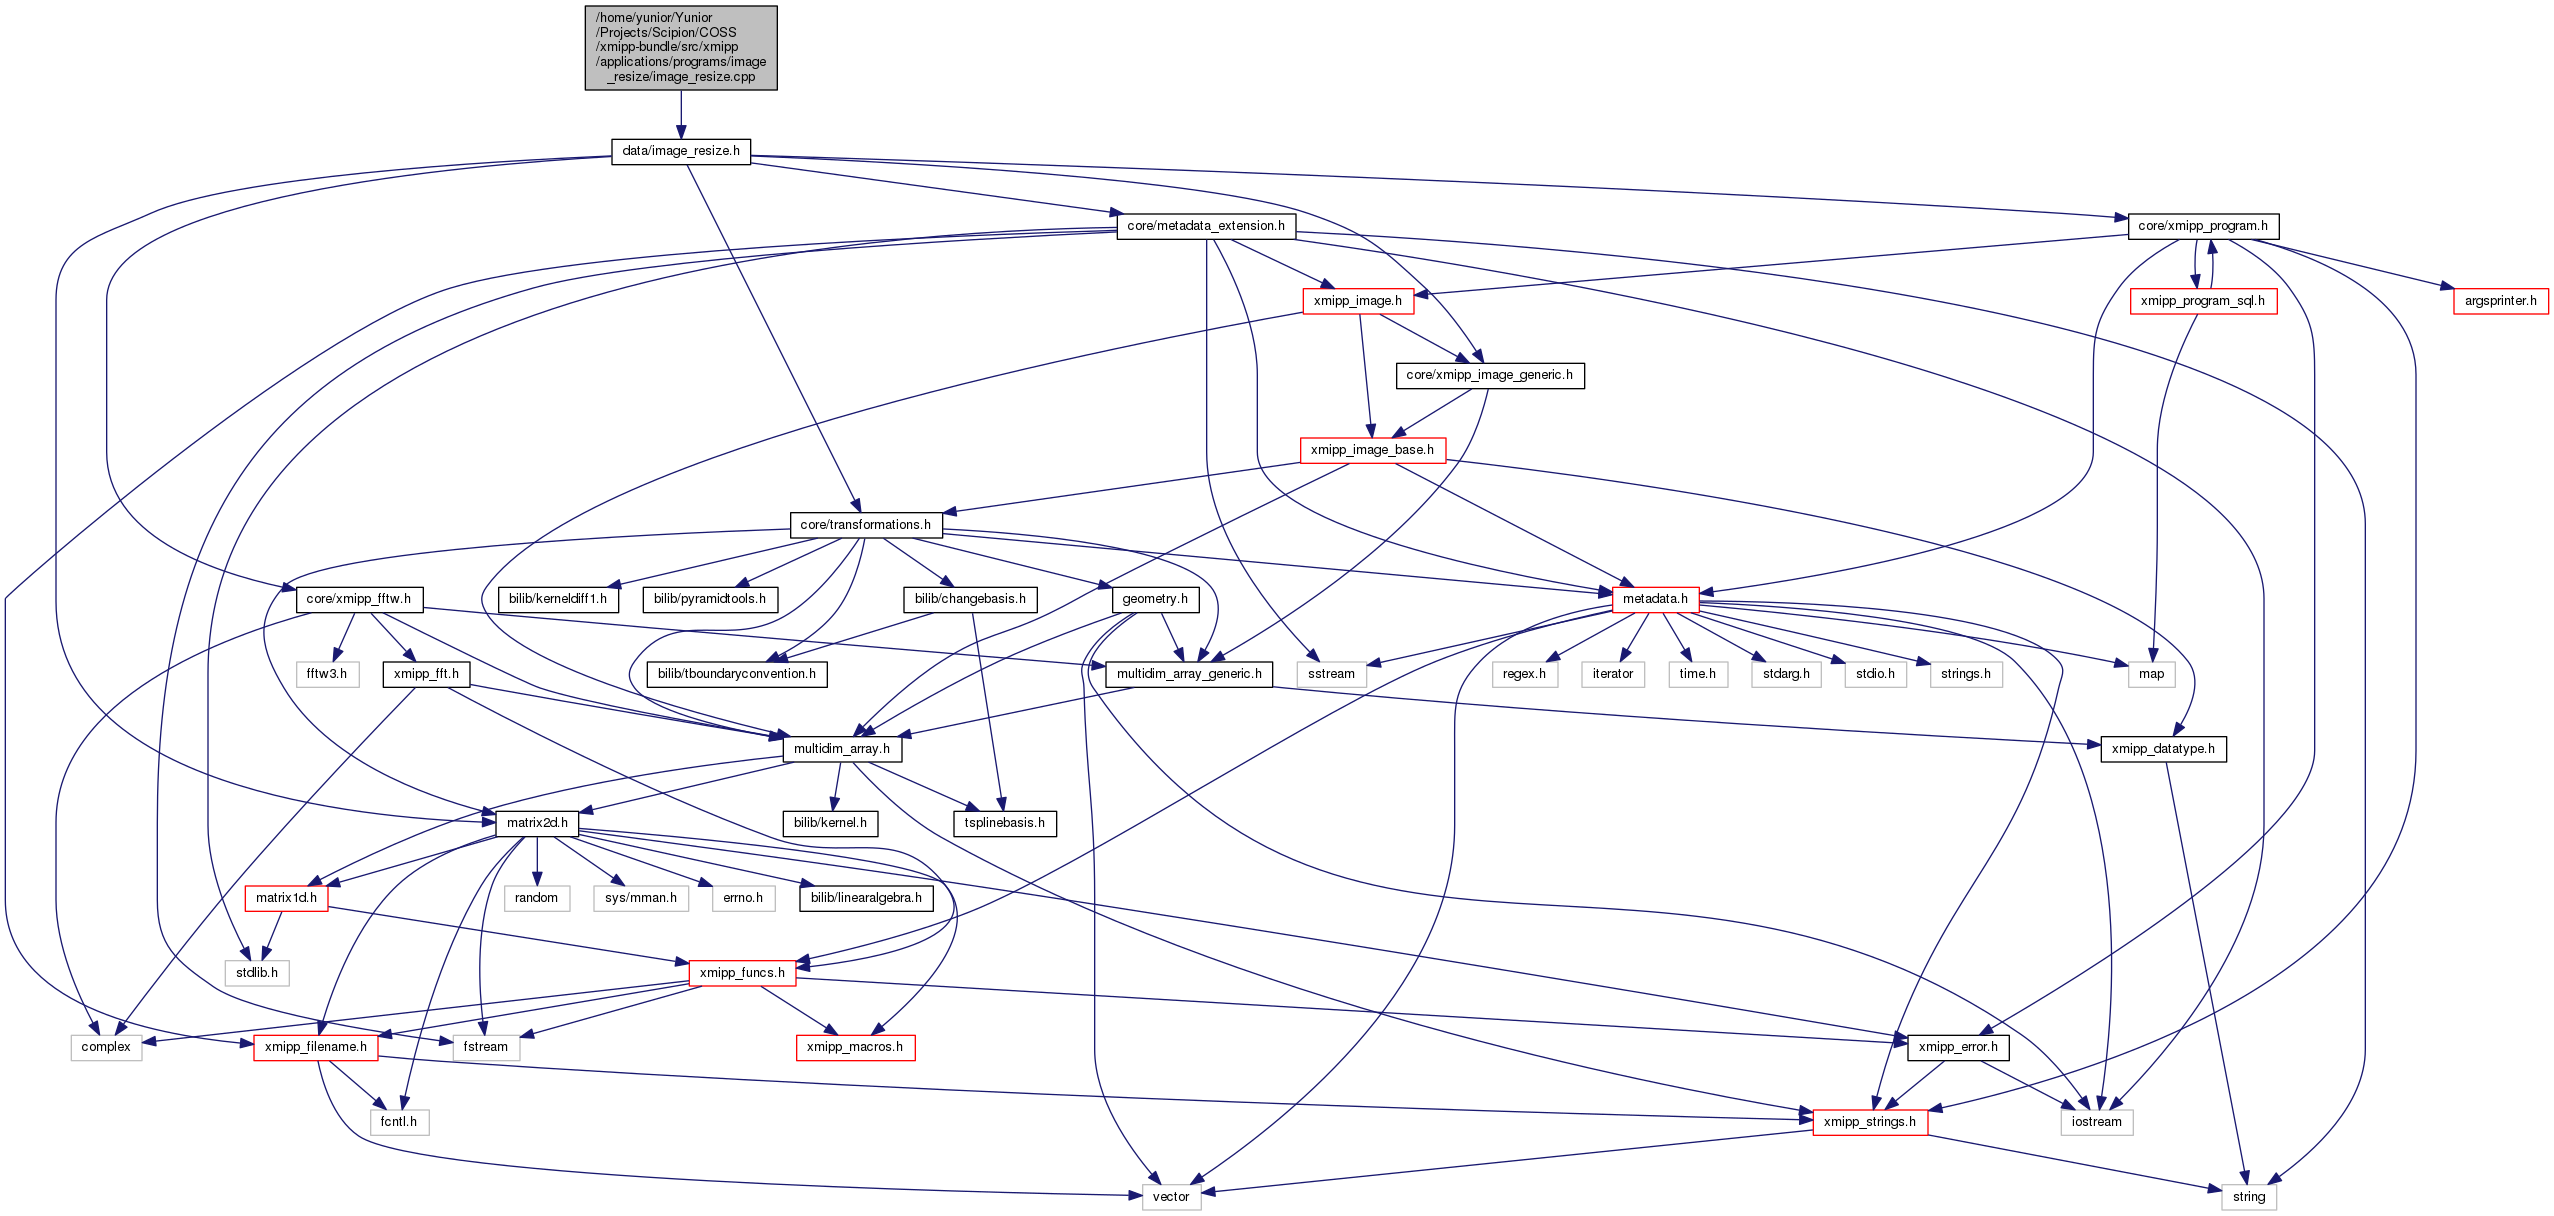 /home/yunior/Yunior
/Projects/Scipion/COSS
/xmipp-bundle/src/xmipp
/applications/programs/image
_resize/image_resize.cpp
data/image_resize.h
core/metadata_extension.h
core/xmipp_program.h
xmipp_image.h
xmipp_program_sql.h
argsprinter.h
core/xmipp_image_generic.h
xmipp_image_base.h
core/transformations.h
core/xmipp_fftw.h
bilib/kerneldiff1.h
bilib/pyramidtools.h
bilib/changebasis.h
geometry.h
metadata.h
fftw3.h
xmipp_fft.h
bilib/tboundaryconvention.h
multidim_array_generic.h
sstream
regex.h
iterator
time.h
stdarg.h
stdio.h
strings.h
map
multidim_array.h
xmipp_datatype.h
matrix2d.h
bilib/kernel.h
tsplinebasis.h
matrix1d.h
random
sys/mman.h
errno.h
bilib/linearalgebra.h
stdlib.h
xmipp_funcs.h
complex
xmipp_filename.h
fstream
xmipp_macros.h
xmipp_error.h
fcntl.h
xmipp_strings.h
iostream
vector
string